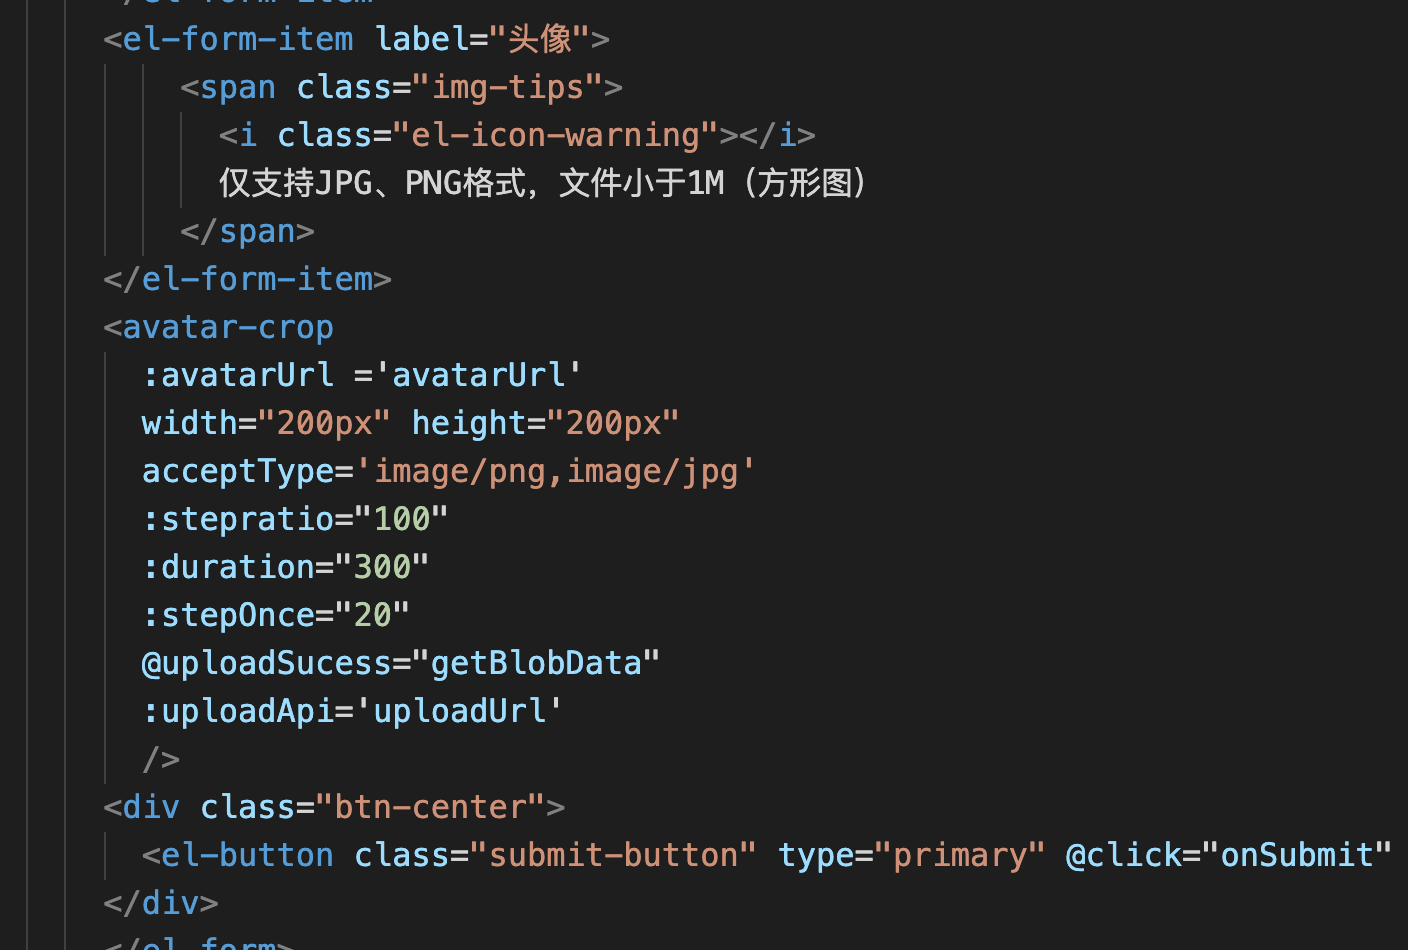 </el-form-item
<el-form-item label="头像">
<span class="img-tips">
<i class="el-icon-warning"></i>
仅支持JPG、PNG格式，文件小于1M（方形图）
</span>
</el-form-item>
<avatar-crop
:avatarUrl ='avatarUrl'
width="200px" height="200px"
acceptType='image/png,image/jpg'
:stepratio="100"
:duration="300"
:stepOnce="20"
@uploadSucess="getBlobData"
:uploadApi='uploadUrl'
/>
<div class="btn-center">
<el-button class="submit-button" type="primary" @click="onSubmit"
</div>
</el-form>